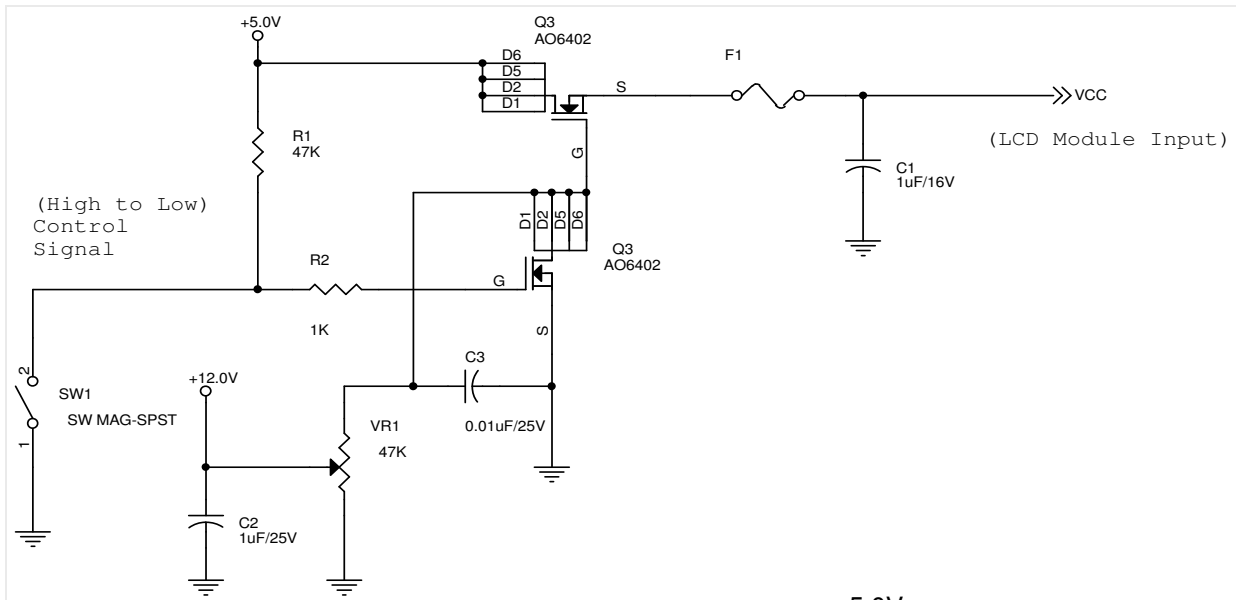 +5.0V
Q3
AO6402
F1
D6
D5
D2
D1
S
VCC
R1
47K
G
(LCD Module Input)
C1
1uF/16V
(High to Low)
Control
Signal
D1
D2
D5
D6
Q3
AO6402
R2
G
1K
S
C3
2
+12.0V
SW1
SW MAG-SPST
VR1
47K
0.01uF/25V
1
C2
1uF/25V